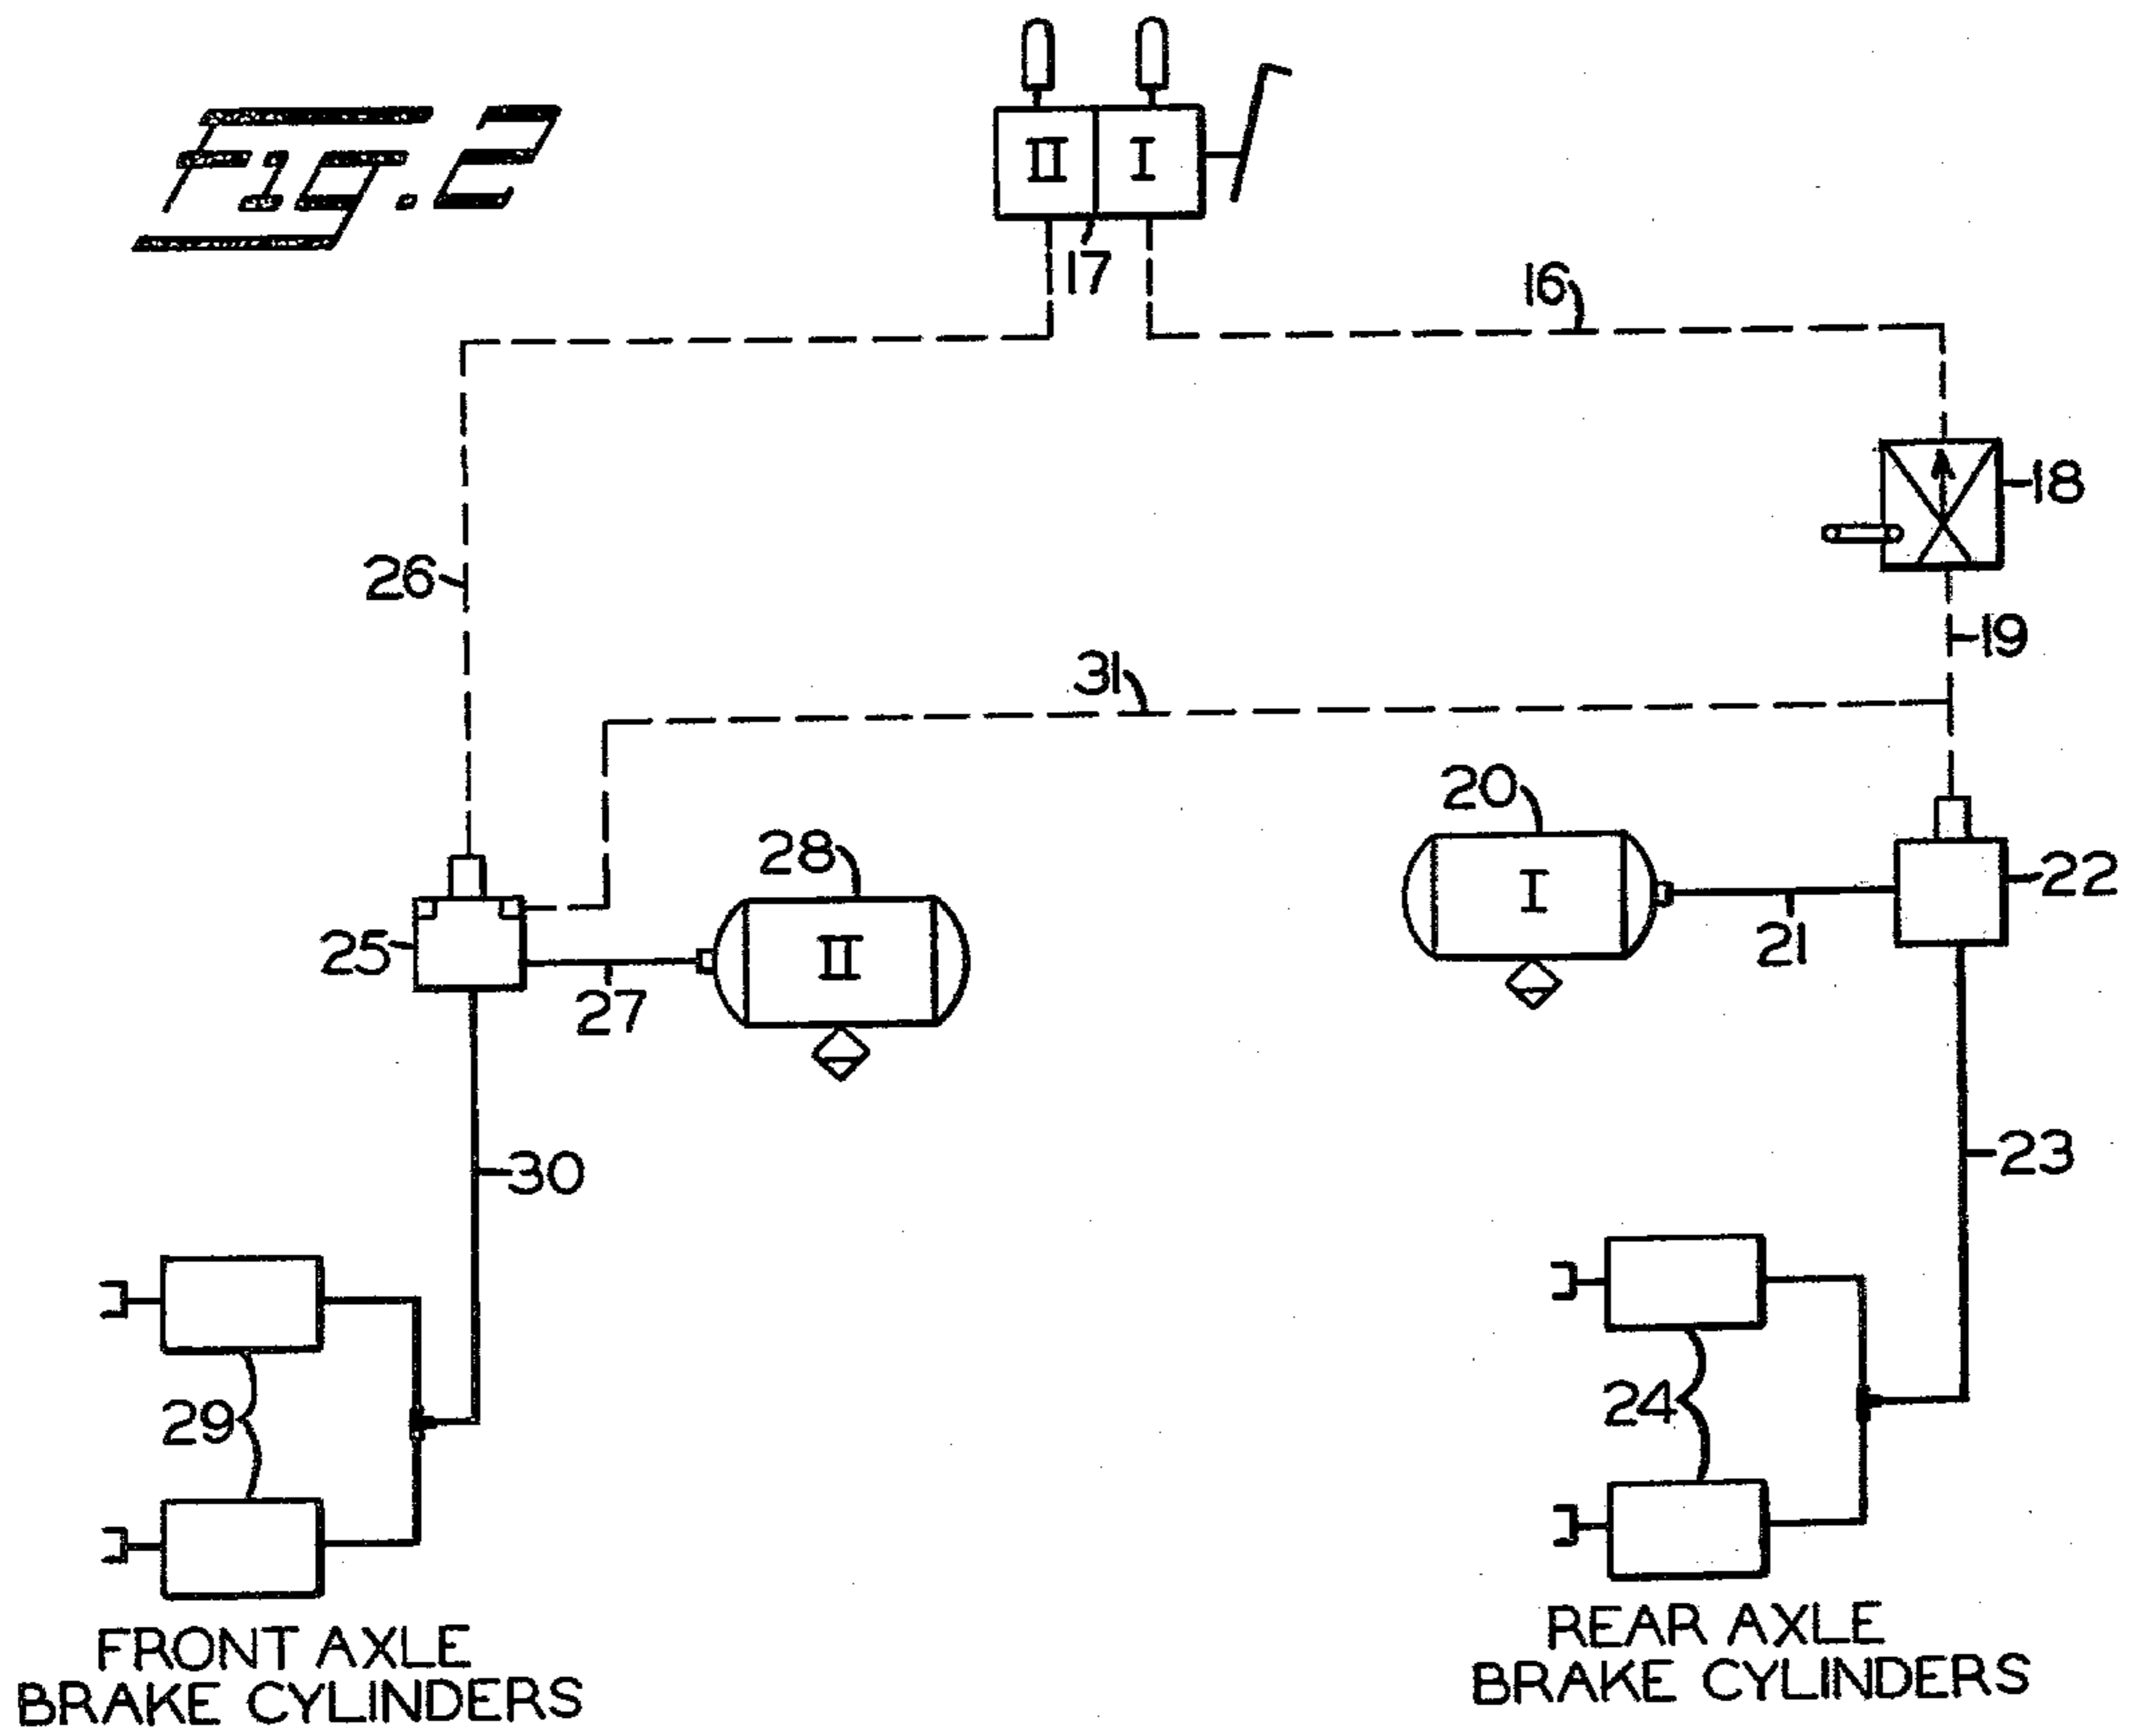 Fig. 2
II I
17
16
18
26
19
31
20
28
I
22
25
II
21
27
30
23
29
24
FRONT AXLE
BRAKE CYLINDERS
REAR AXLE
BRAKE CYLINDERS